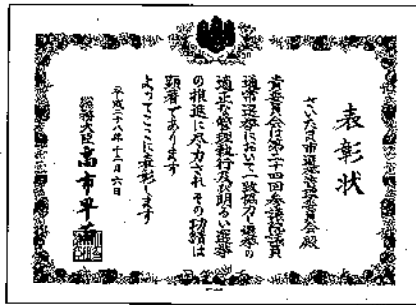 表彰状
さいたま市選挙管理委員会殿
貴委員会は第二十四回参議院議員
通常選挙において一致協力し選挙の
適正な管理執行及び明るい選挙
の推進に尽力されその功績は
顕著であります
よってここに表彰します
平成二十八年十二月六日
総務大臣 高市早苗